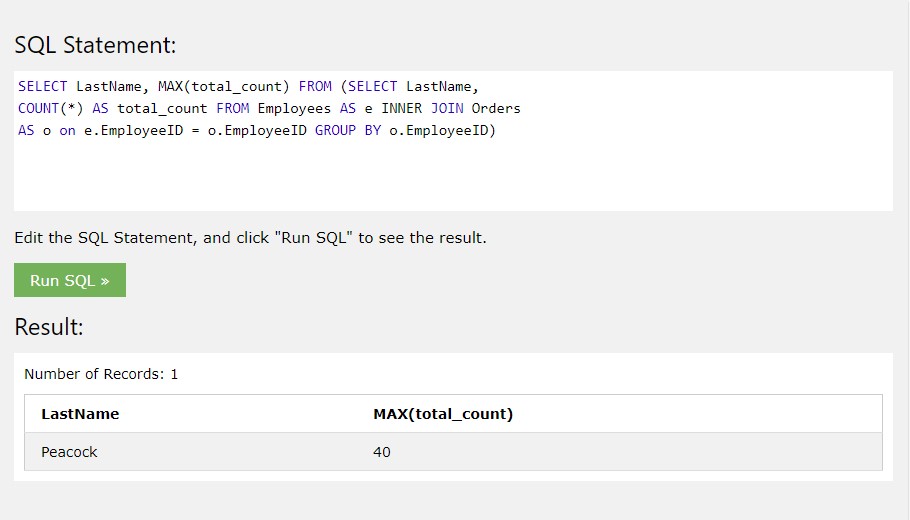 SQL Statement:
SELECT LastName, MAX(total_count) FROM (SELECT LastName,
COUNT(*) AS total_count FROM Employees AS e INNER JOIN Orders
AS o on e.EmployeeID = o.EmployeeID GROUP BY o.EmployeeID)
Edit the SQL Statement, and click "Run SQL" to see the result.
Run SQL »
Result:
Number of Records: 1
LastName MAX(total_count)
Peacock 40